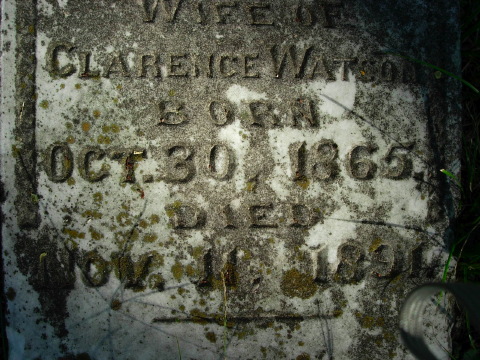 WIFE OF
CLARENCE WATSON
BORN
OCT. 30, 1865.
DIED
NOV. 11, 1891.